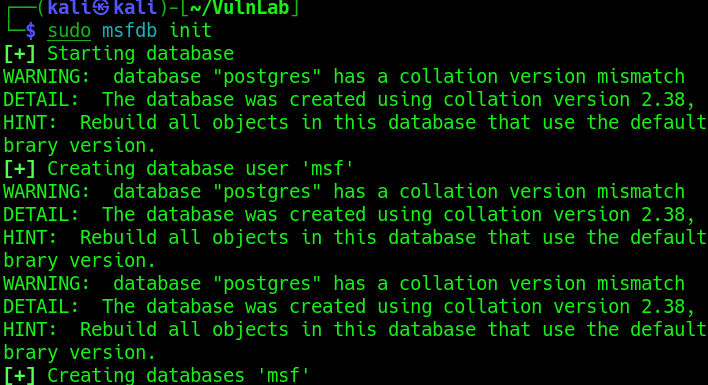 ┌──(kali㉿kali)-[~/VulnLab]
└─$ sudo msfdb init
[+] Starting database
WARNING:  database "postgres" has a collation version mismatch
DETAIL:  The database was created using collation version 2.38,
HINT:  Rebuild all objects in this database that use the default
brary version.
[+] Creating database user 'msf'
WARNING:  database "postgres" has a collation version mismatch
DETAIL:  The database was created using collation version 2.38,
HINT:  Rebuild all objects in this database that use the default
brary version.
WARNING:  database "postgres" has a collation version mismatch
DETAIL:  The database was created using collation version 2.38,
HINT:  Rebuild all objects in this database that use the default
brary version.
[+] Creating databases 'msf'